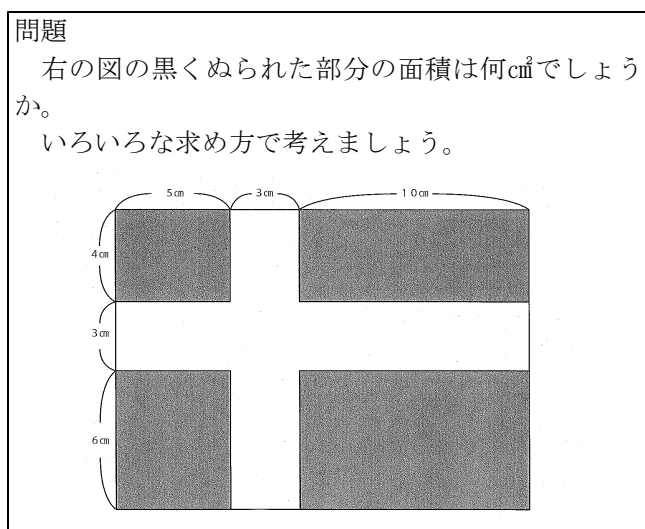 問題
　右の図の黒くぬられた部分の面積は何㎠でしょう
か。
　いろいろな求め方で考えましょう。
5㎝
3㎝
10㎝
4㎝
3㎝
6㎝